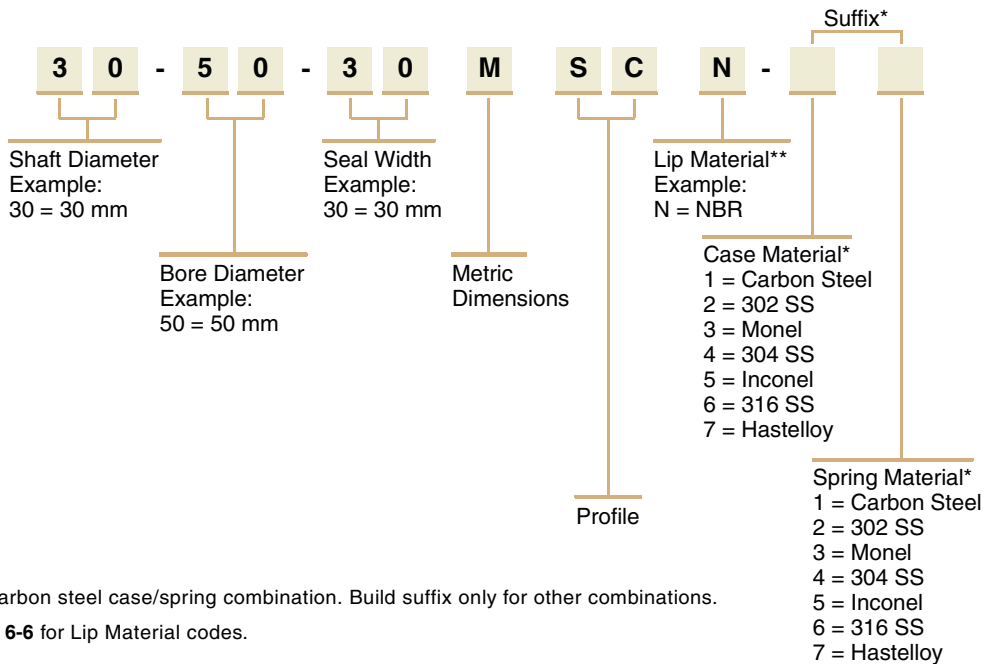 Suffix*
3 0 - 5 0 - 3 0 M S C N -
Shaft Diameter
Example:
30 = 30 mm
Bore Diameter
Example:
50 = 50 mm
Seal Width
Example:
30 = 30 mm
Metric
Dimensions
Profile
Lip Material**
Example:
N = NBR
Case Material*
1 = Carbon Steel
2 = 302 SS
3 = Monel
4 = 304 SS
5 = Inconel
6 = 316 SS
7 = Hastelloy
Spring Material*
1 = Carbon Steel
2 = 302 SS
3 = Monel
4 = 304 SS
5 = Inconel
6 = 316 SS
7 = Hastelloy
arbon steel case/spring combination. Build suffix only for other combinations.
6-6 for Lip Material codes.